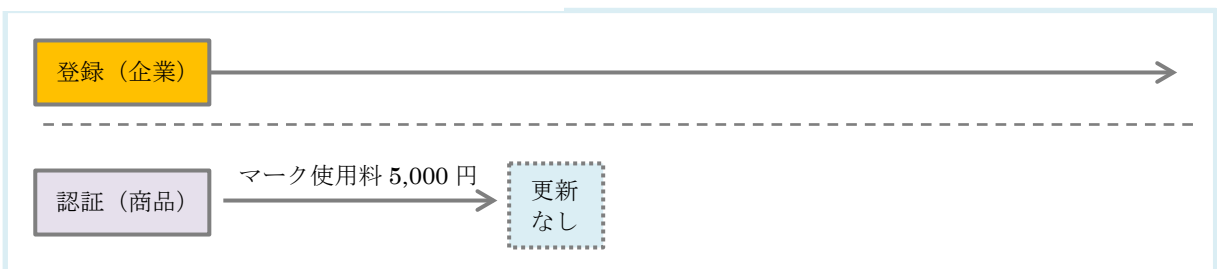 登録（企業）
マーク使用料 5,000 円
認証（商品）
更新
なし